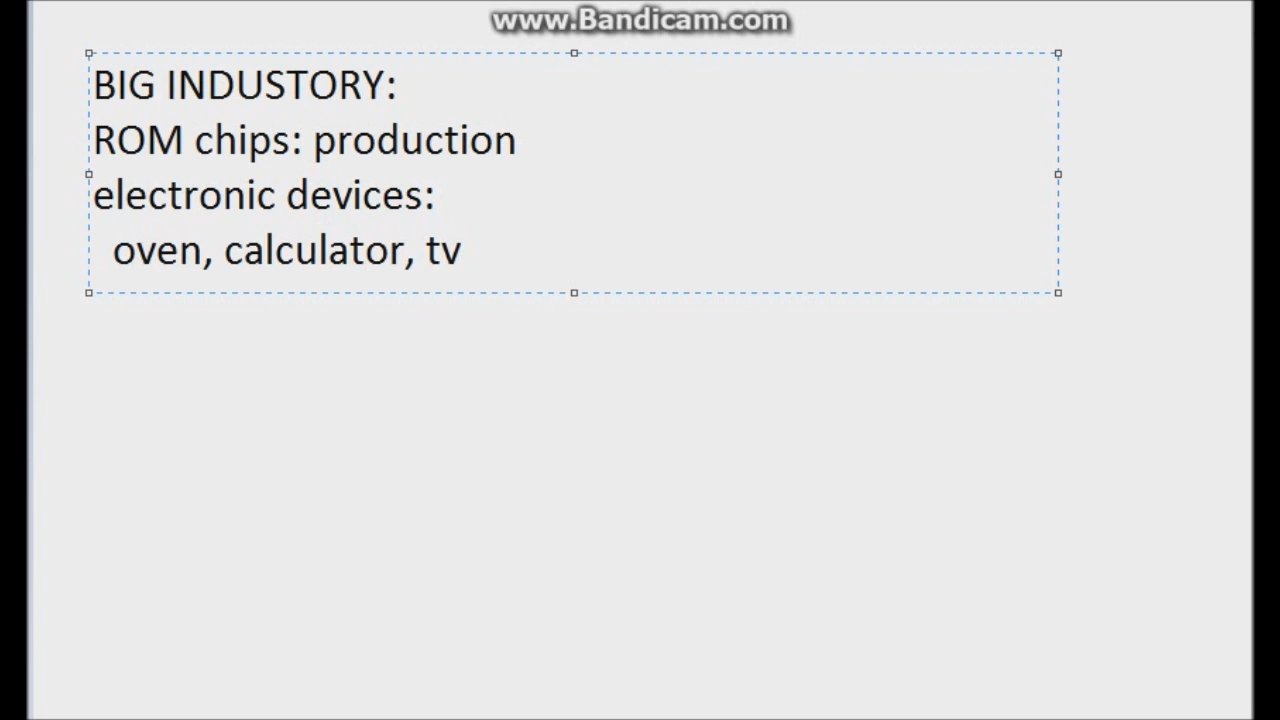 www.Bandicam.com
BIG INDUSTORY:
ROM chips: production
electronic devices:
oven, calculator, tv